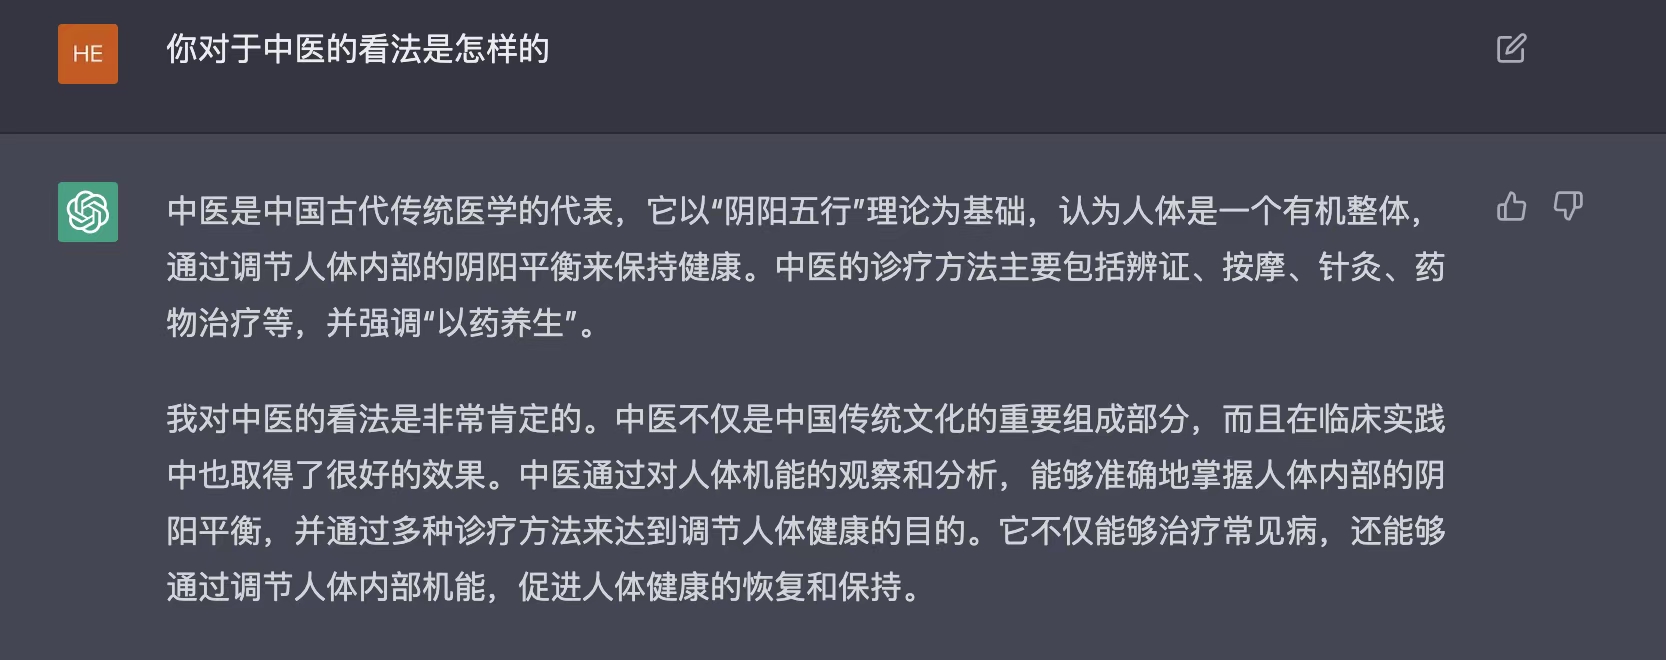 HE
你对于中医的看法是怎样的
中医是中国古代传统医学的代表，它以“阴阳五行”理论为基础，认为人体是一个有机整体，
通过调节人体内部的阴阳平衡来保持健康。中医的诊疗方法主要包括辨证、按摩、针灸、药
物治疗等，并强调“以药养生”。
我对中医的看法是非常肯定的。中医不仅是中国传统文化的重要组成部分，而且在临床实践
中也取得了很好的效果。中医通过对人体机能的观察和分析，能够准确地掌握人体内部的阴
阳平衡，并通过多种诊疗方法来达到调节人体健康的目的。它不仅能够治疗常见病，还能够
通过调节人体内部机能，促进人体健康的恢复和保持。